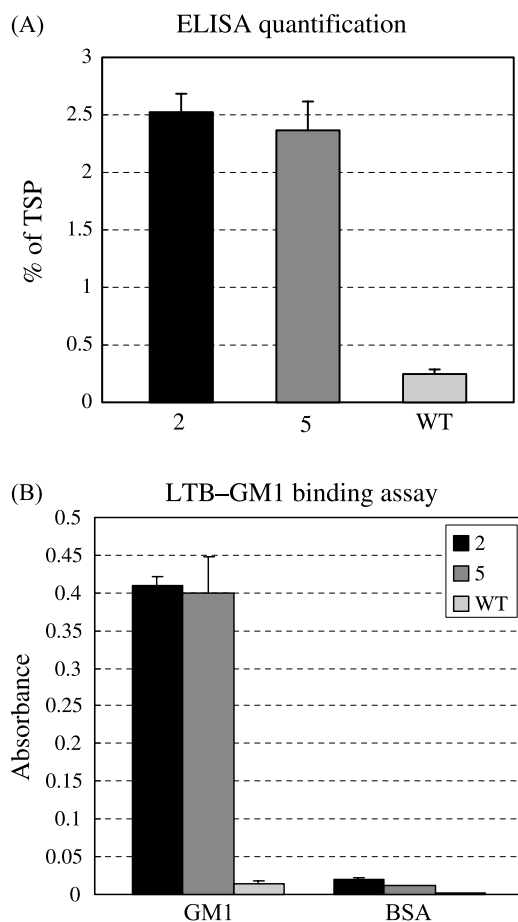 (A)
ELISA quantification
3
2.5
2
1.5
1
0.5
0
% of TSP
2
5
WT
(B)
LTB–GM1 binding assay
0.5
0.45
0.4
0.35
0.3
0.25
0.2
0.15
0.1
0.05
0
Absorbance
2
5
WT
GM1
BSA